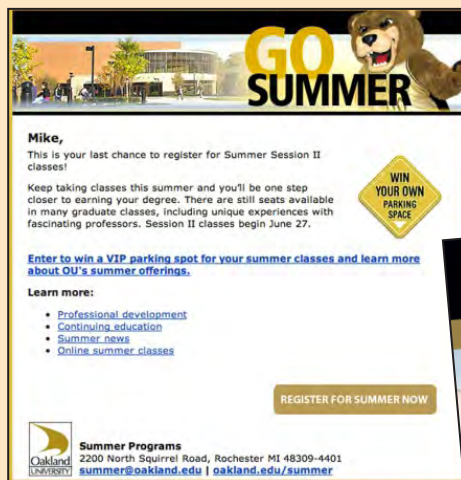 GO
SUMMER
Mike,
This is your last chance to register for Summer Session II
classes!
Keep taking classes this summer and you'll be one step
closer to earning your degree. There are still seats available
in many graduate classes, including unique experiences with
fascinating professors. Session II classes begin June 27.
WIN
YOUR OWN
PARKING
SPACE
Enter to win a VIP parking spot for your summer classes and learn more
about OU's summer offerings.
Learn more:
• Professional development
• Continuing education
• Summer news
• Online summer classes
REGISTER FOR SUMMER NOW
Oakland
UNIVERSITY
Summer Programs
2200 North Squirrel Road, Rochester MI 48309-4401
summer@oakland.edu | oakland.edu/summer